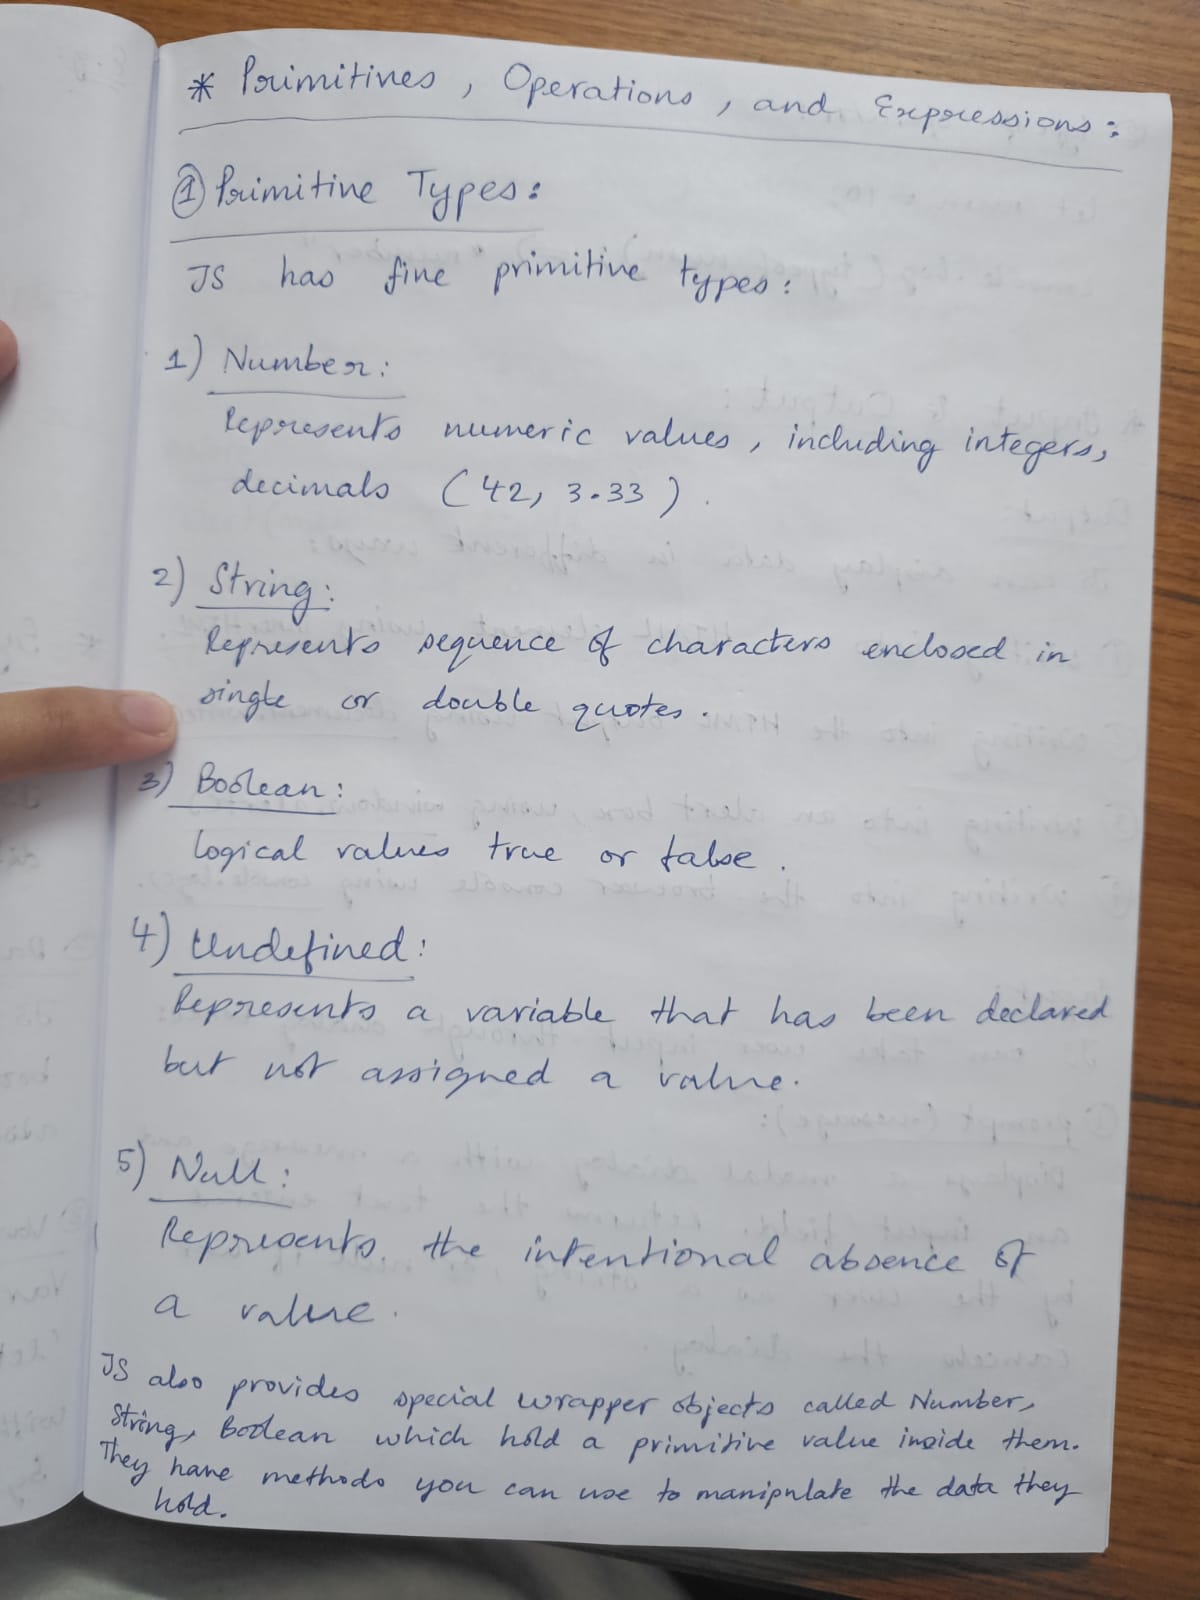 * Primitives, Operations, and Expressions:
① Primitive Types:
JS has five primitive types:
1) Number:
Represents numeric values, including integers,
decimals (42, 3.33).
2) String:
Represents sequence of characters enclosed in
single or double quotes.
3) Boolean:
logical values true or false.
4) Undefined:
Represents a variable that has been declared
but not assigned a value.
5) Null:
Represents the intentional absence of
a value.
JS also provides special wrapper objects called Number,
String, Boolean which hold a primitive value inside them.
They have methods you can use to manipulate the data they
hold.